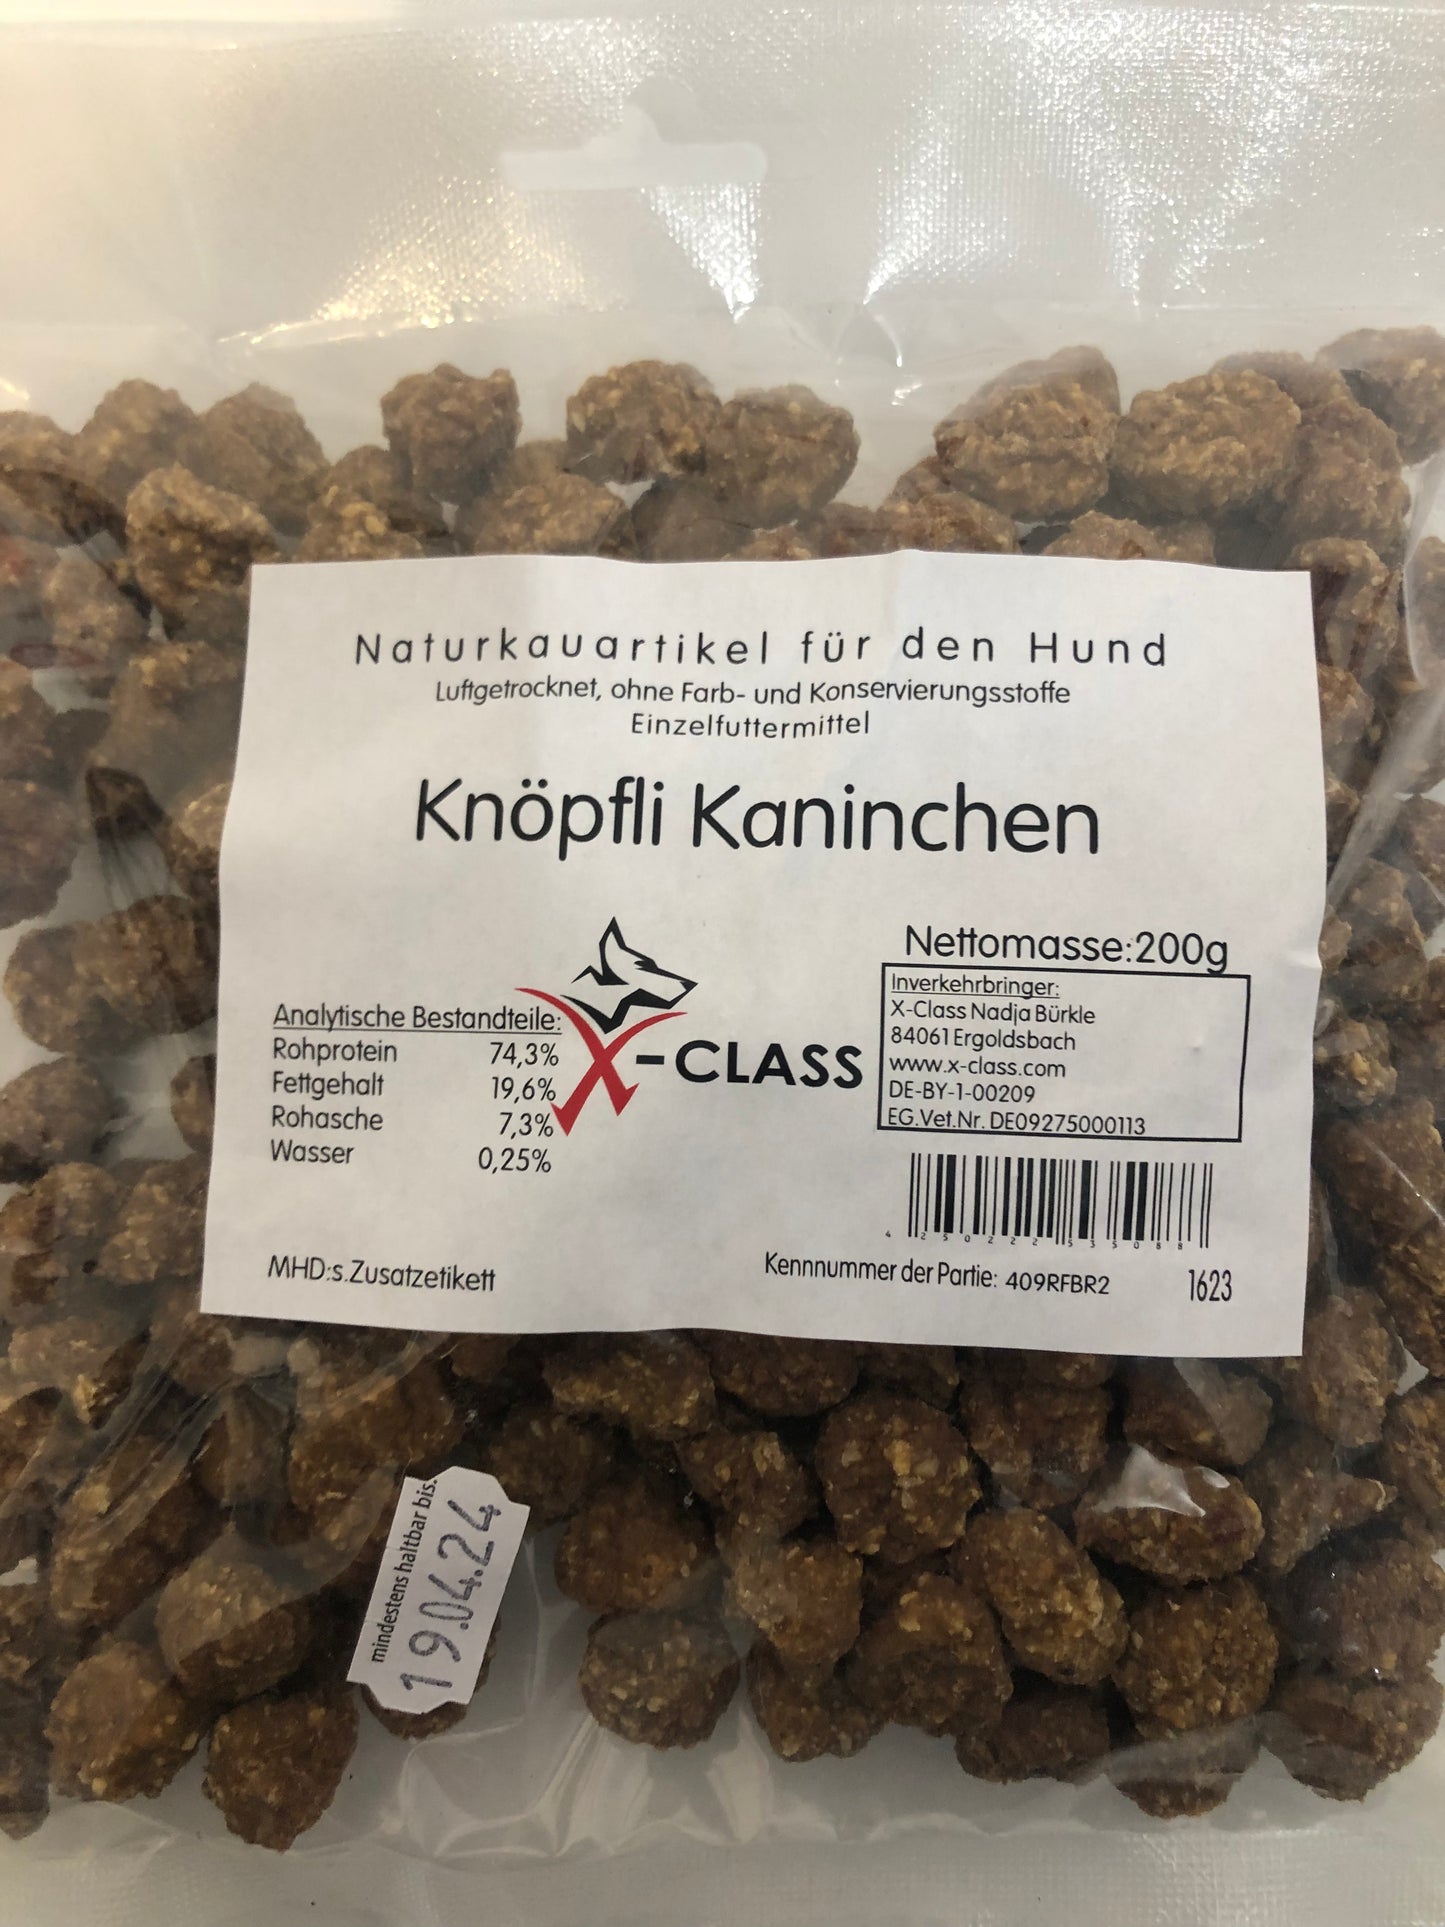 Naturkauartikel für den Hund
Luftgetrocknet, ohne Farb- und Konservierungsstoffe
Einzelfuttermittel
Knöpfli Kaninchen
Analytische Bestandteile:
Rohprotein 74,3%
Fettgehalt 19,6%
Rohasche 7,3%
Wasser 0,25%
X-CLASS
Nettomasse:200g
Inverkehrbringer:
X-Class Nadja Bürkle
84061 Ergoldsbach
www.x-class.com
DE-BY-1-00209
EG.Vet.Nr. DE09275000113
4 250222 535088
MHD:s.Zusatzetikett
Kennnummer der Partie: 409RFBR2 1623
mindestens haltbar bis:
19.04.24